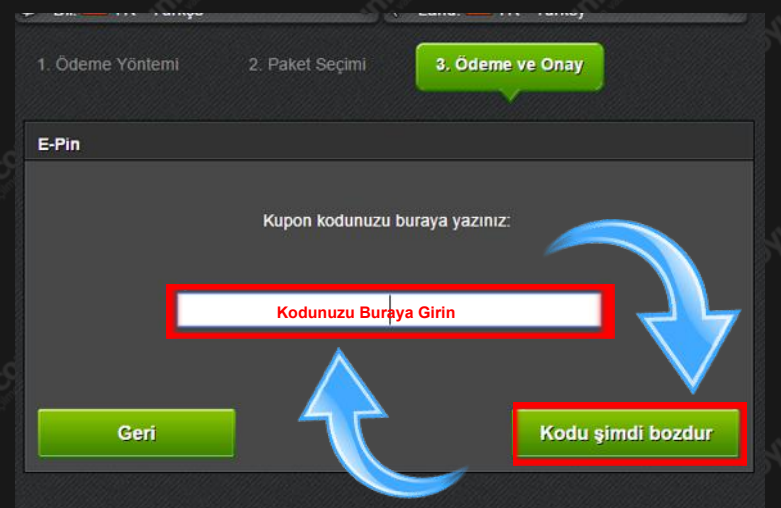 1. Ödeme Yöntemi 2. Paket Seçimi 3. Ödeme ve Onay
E-Pin
Kupon kodunuzu buraya yazınız:
Kodunuzu Buraya Girin
Geri Kodu şimdi bozdur